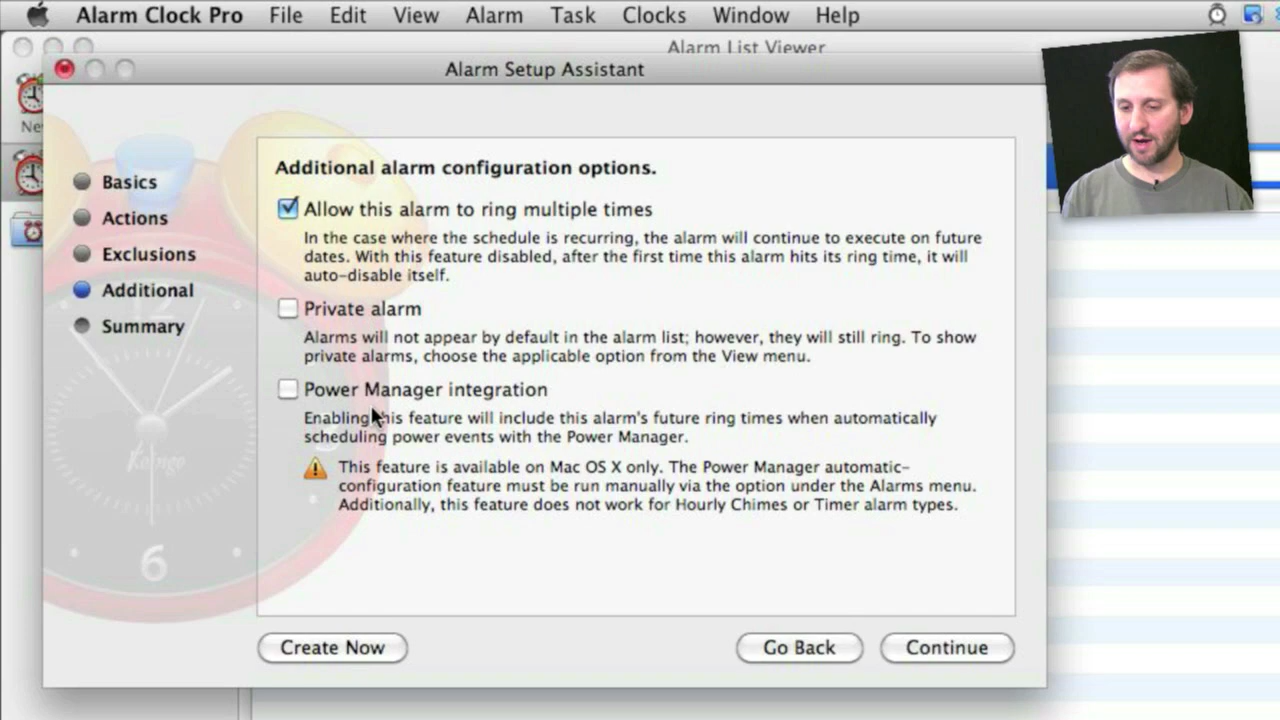 Alarm Clock Pro File Edit View Alarm Task Clocks Window Help
Alarm List Viewer
Alarm Setup Assistant
Ne
Basics
Actions
Exclusions
Additional
Summary
Additional alarm configuration options.
Allow this alarm to ring multiple times
In the case where the schedule is recurring, the alarm will continue to execute on future
dates. With this feature disabled, after the first time this alarm hits its ring time, it will
auto-disable itself.
Private alarm
Alarms will not appear by default in the alarm list; however, they will still ring. To show
private alarms, choose the applicable option from the View menu.
Power Manager integration
Enabling this feature will include this alarm's future ring times when automatically
scheduling power events with the Power Manager.
This feature is available on Mac OS X only. The Power Manager automatic-
configuration feature must be run manually via the option under the Alarms menu.
Additionally, this feature does not work for Hourly Chimes or Timer alarm types.
12
Koingo
6
Create Now
Go Back
Continue